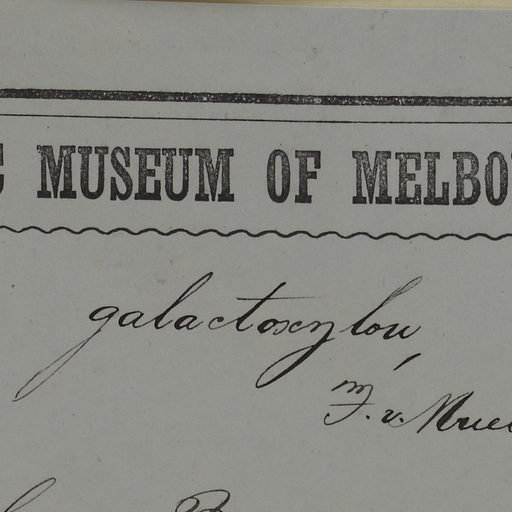 MUSEUM OF MELBO
galactoxylon,
F. v. Muell